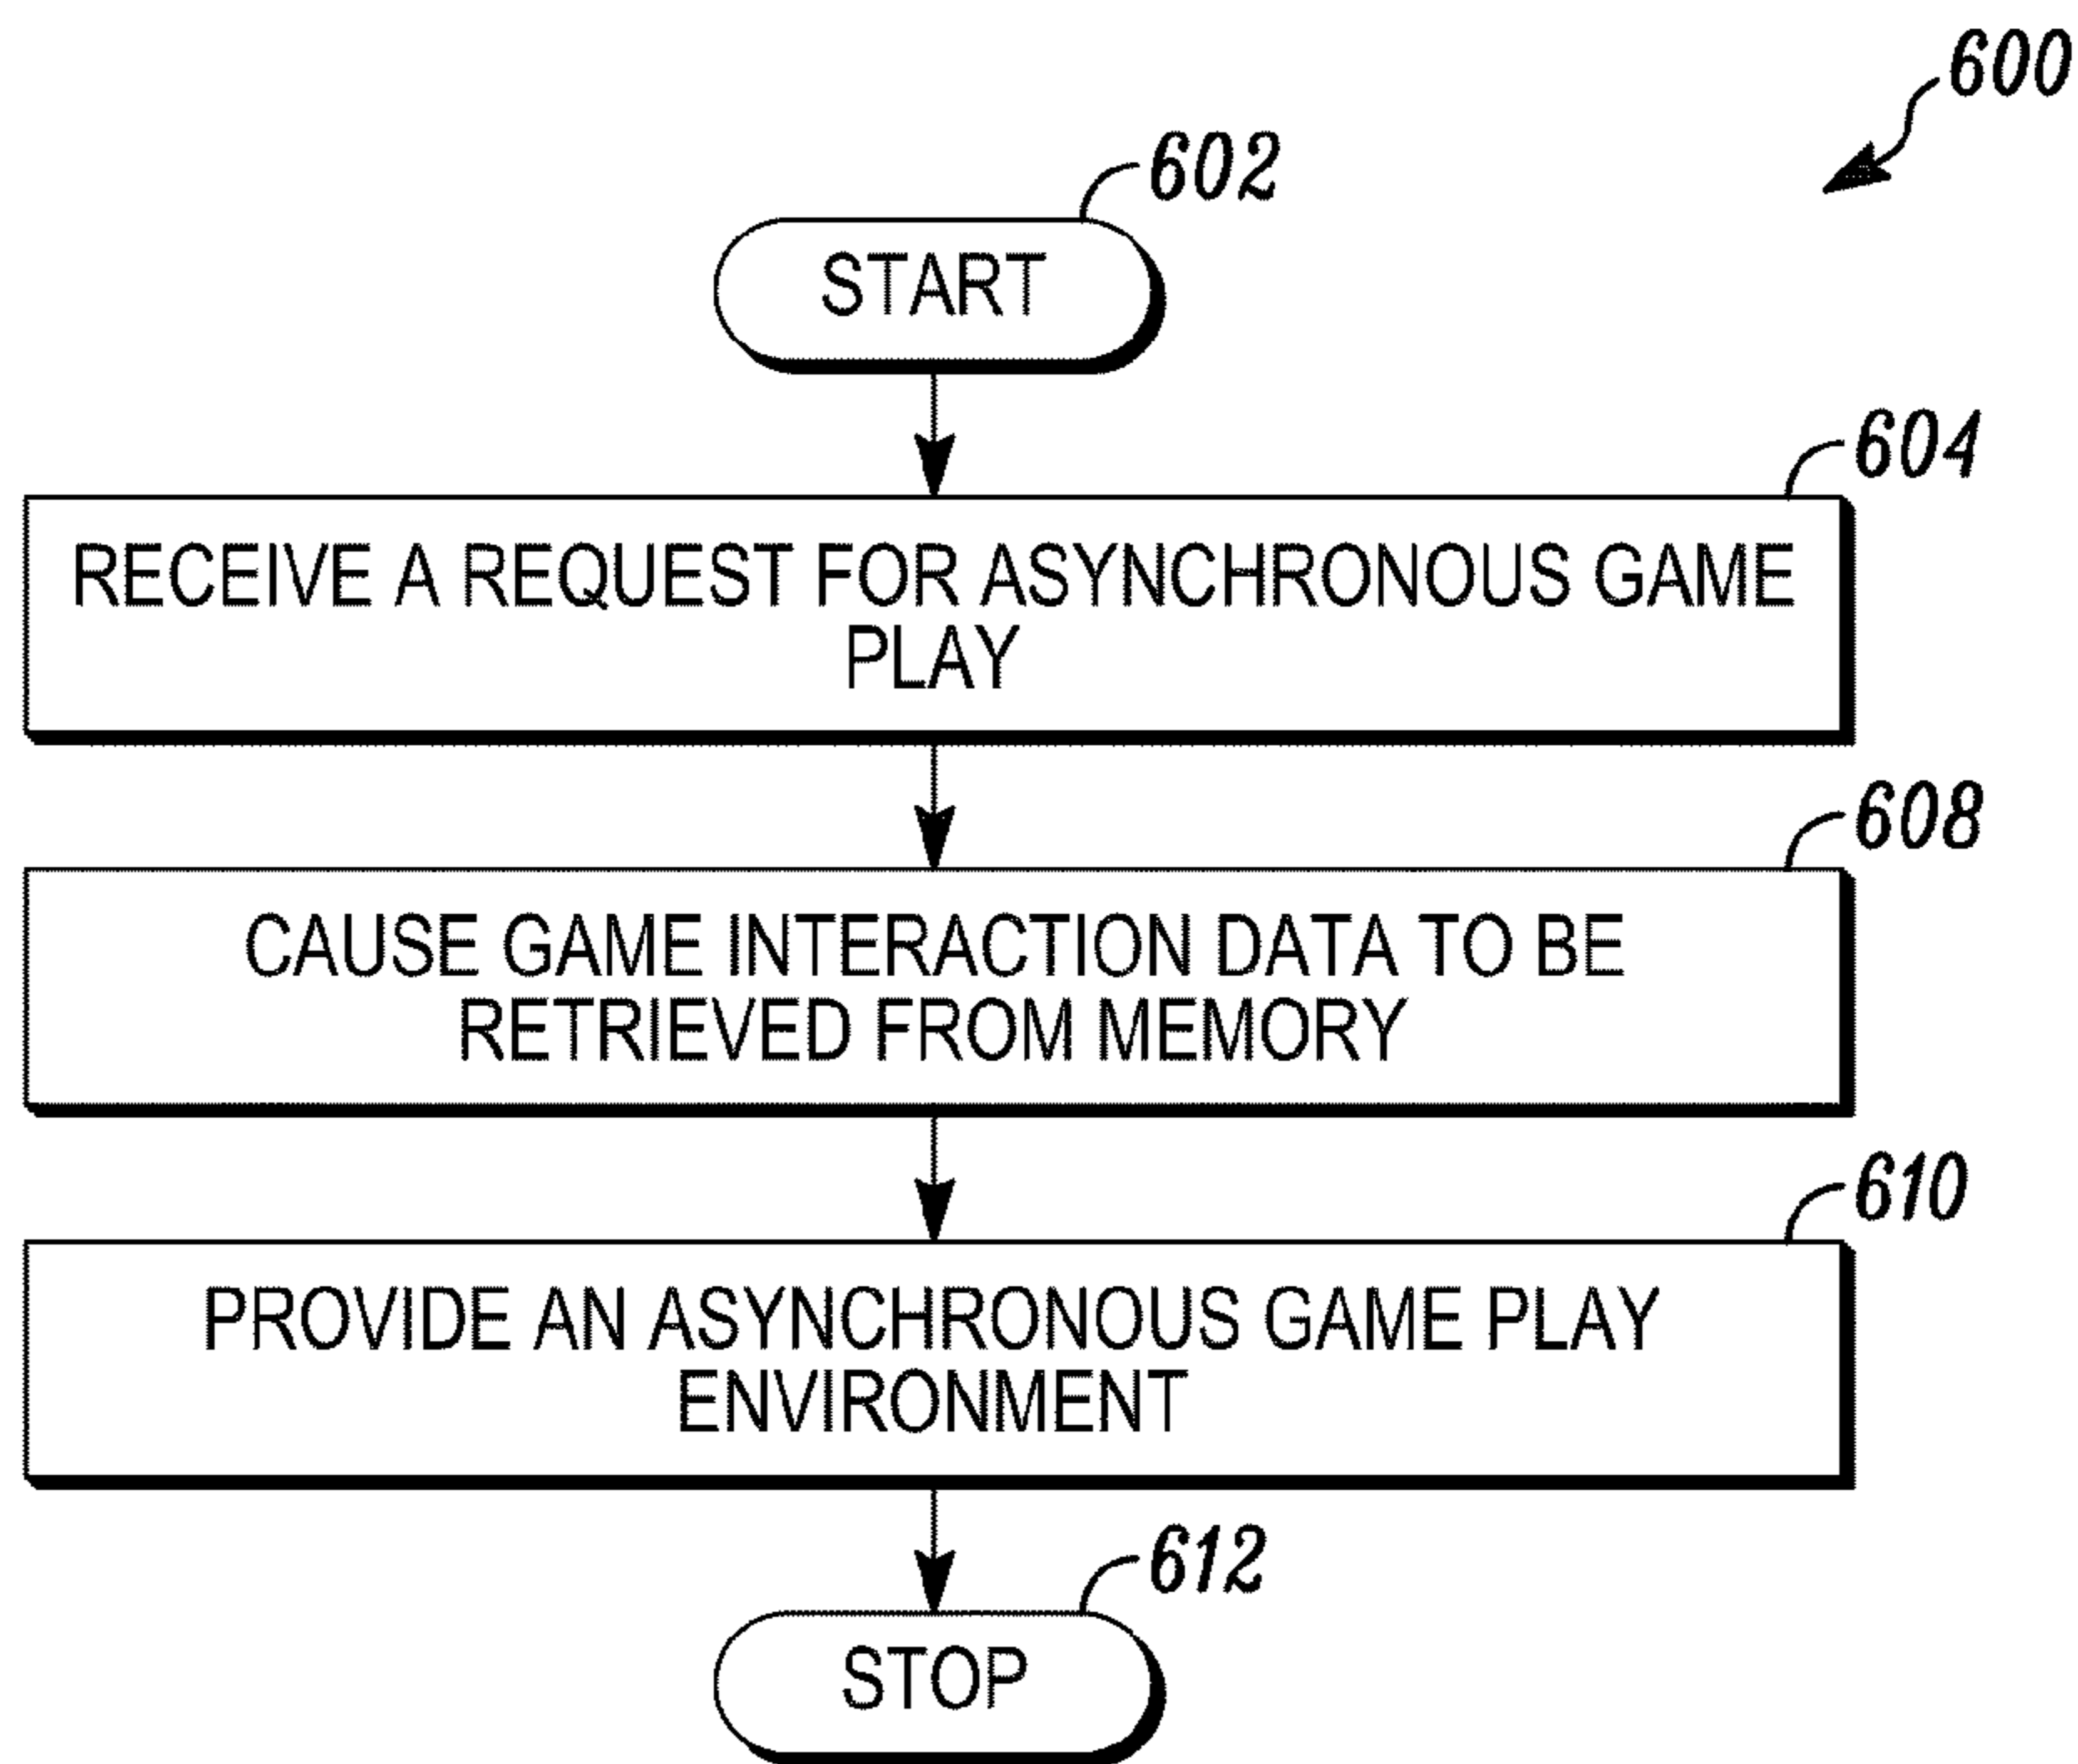 600
602
START
604
RECEIVE A REQUEST FOR ASYNCHRONOUS GAME
PLAY
608
CAUSE GAME INTERACTION DATA TO BE
RETRIEVED FROM MEMORY
610
PROVIDE AN ASYNCHRONOUS GAME PLAY
ENVIRONMENT
612
STOP